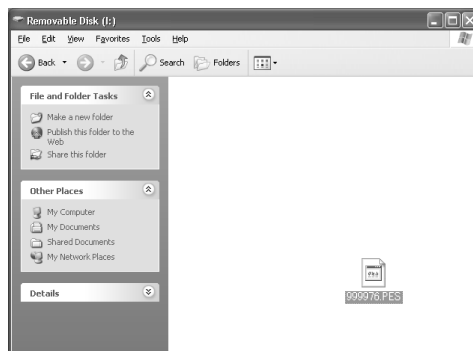 Removable Disk (I:)
File Edit View Favorites Tools Help
Back Search Folders
File and Folder Tasks
Make a new folder
Publish this folder to the
Web
Share this folder
Other Places
My Computer
My Documents
Shared Documents
My Network Places
Details
999976.PES